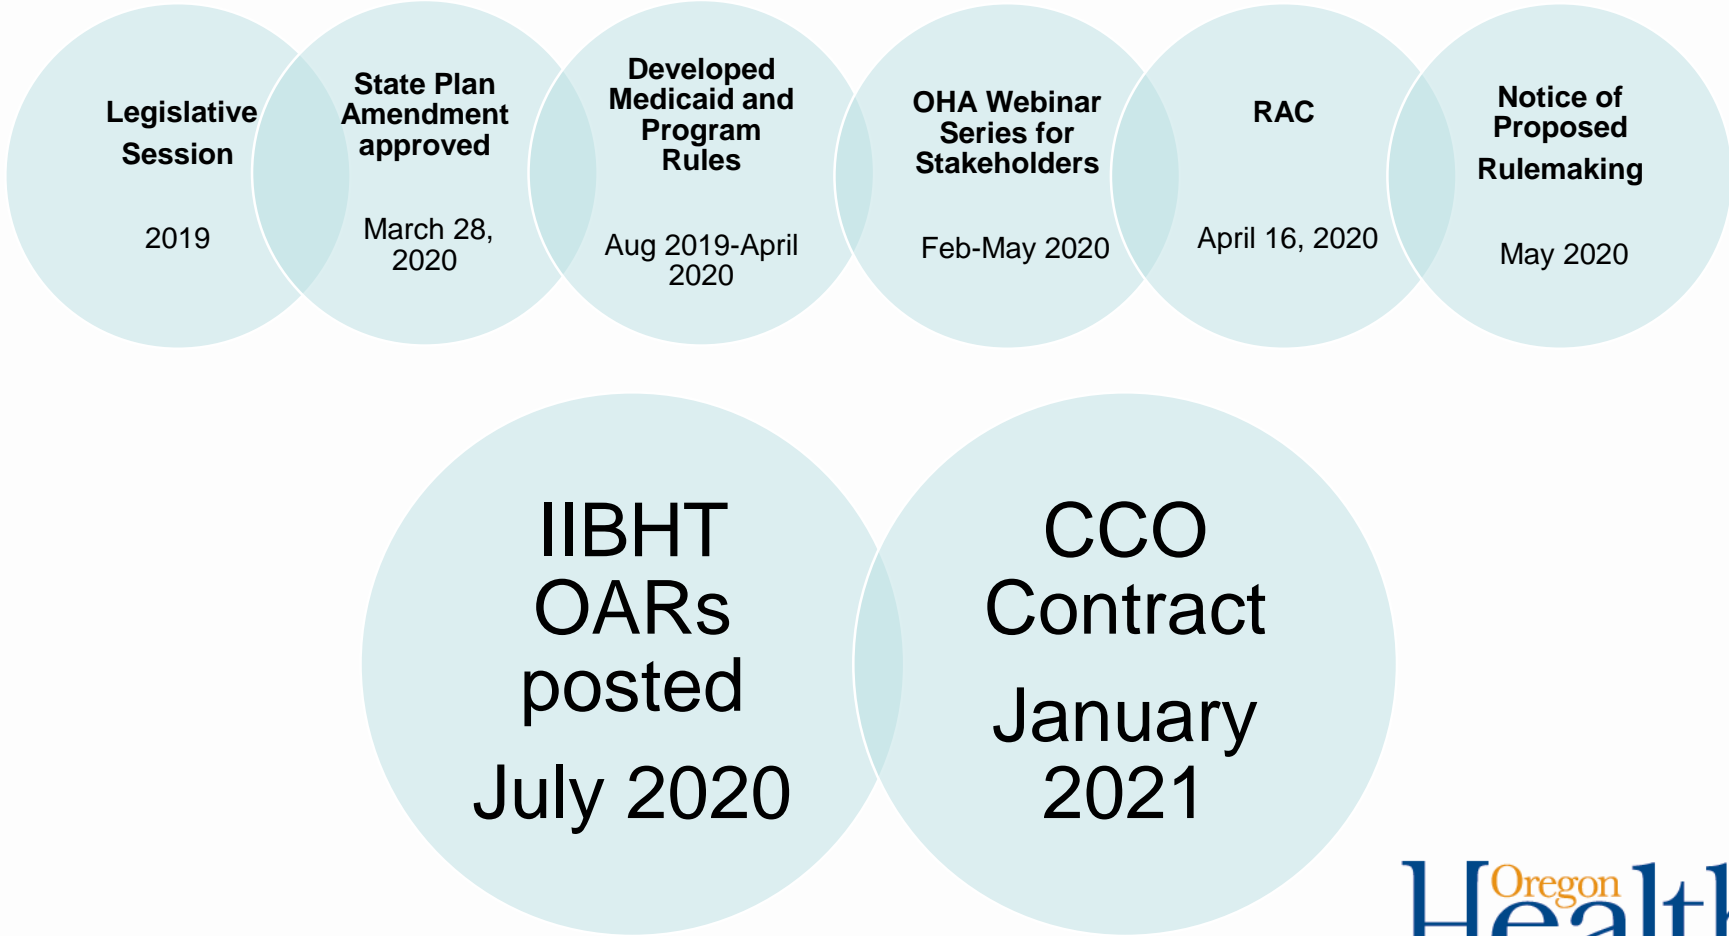 Legislative
Session
2019
State Plan
Amendment
approved
March 28,
2020
Developed
Medicaid and
Program
Rules
Aug 2019-April
2020
OHA Webinar
Series for
Stakeholders
Feb-May 2020
RAC
April 16, 2020
Notice of
Proposed
Rulemaking
May 2020
IIBHT
OARs
posted
July 2020
CCO
Contract
January
2021
Oregon